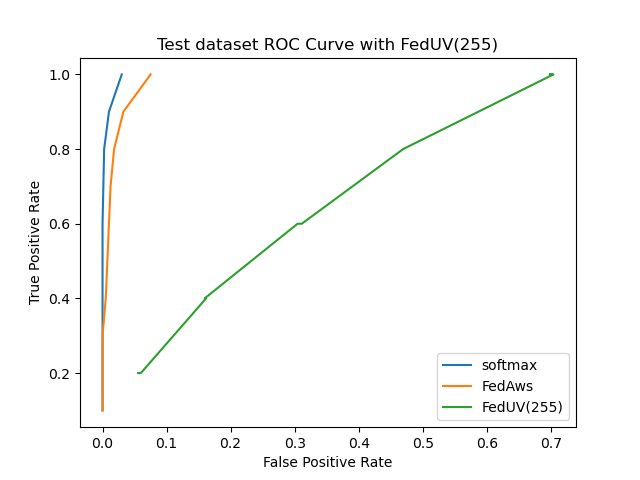 Test dataset ROC Curve with FedUV(255)
True Positive Rate
1.0
0.8
0.6
0.4
0.2
0.0 0.1 0.2 0.3 0.4 0.5 0.6 0.7
False Positive Rate
softmax
FedAws
FedUV(255)